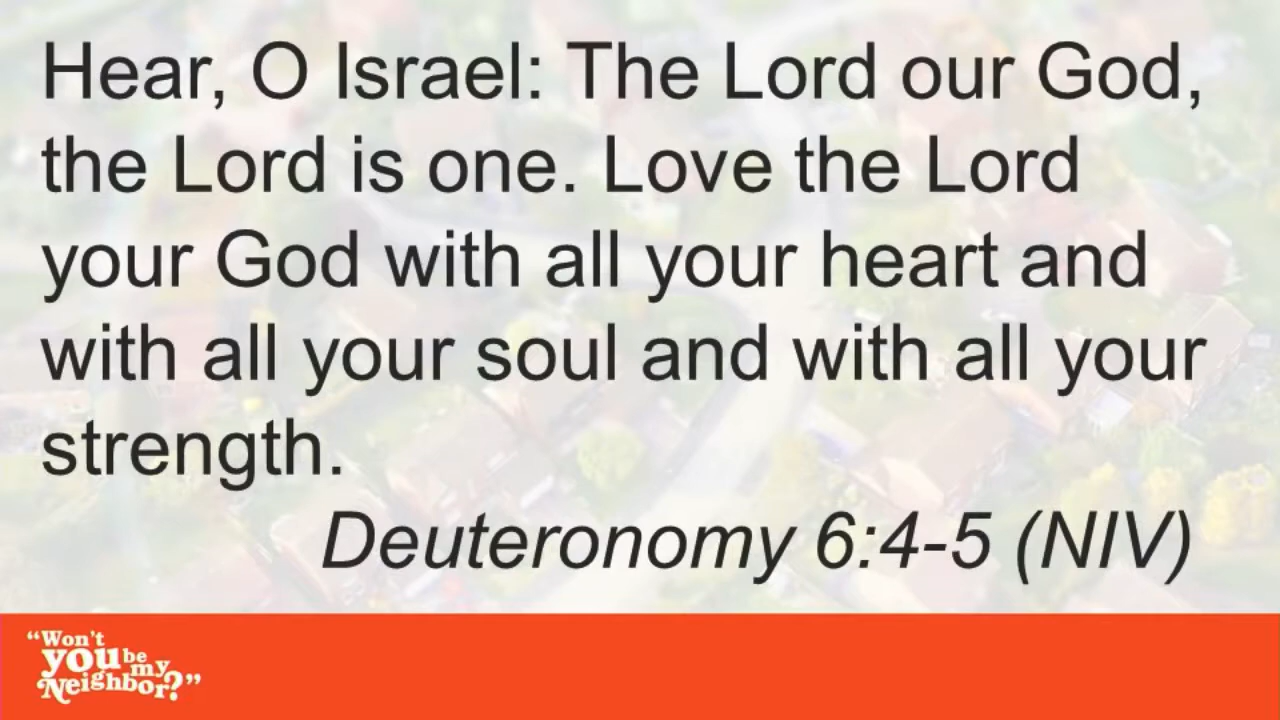 Hear, O Israel: The Lord our God,
the Lord is one. Love the Lord
your God with all your heart and
with all your soul and with all your
strength.
Deuteronomy 6:4-5 (NIV)
“Won't
you be
my
Neighbor?”